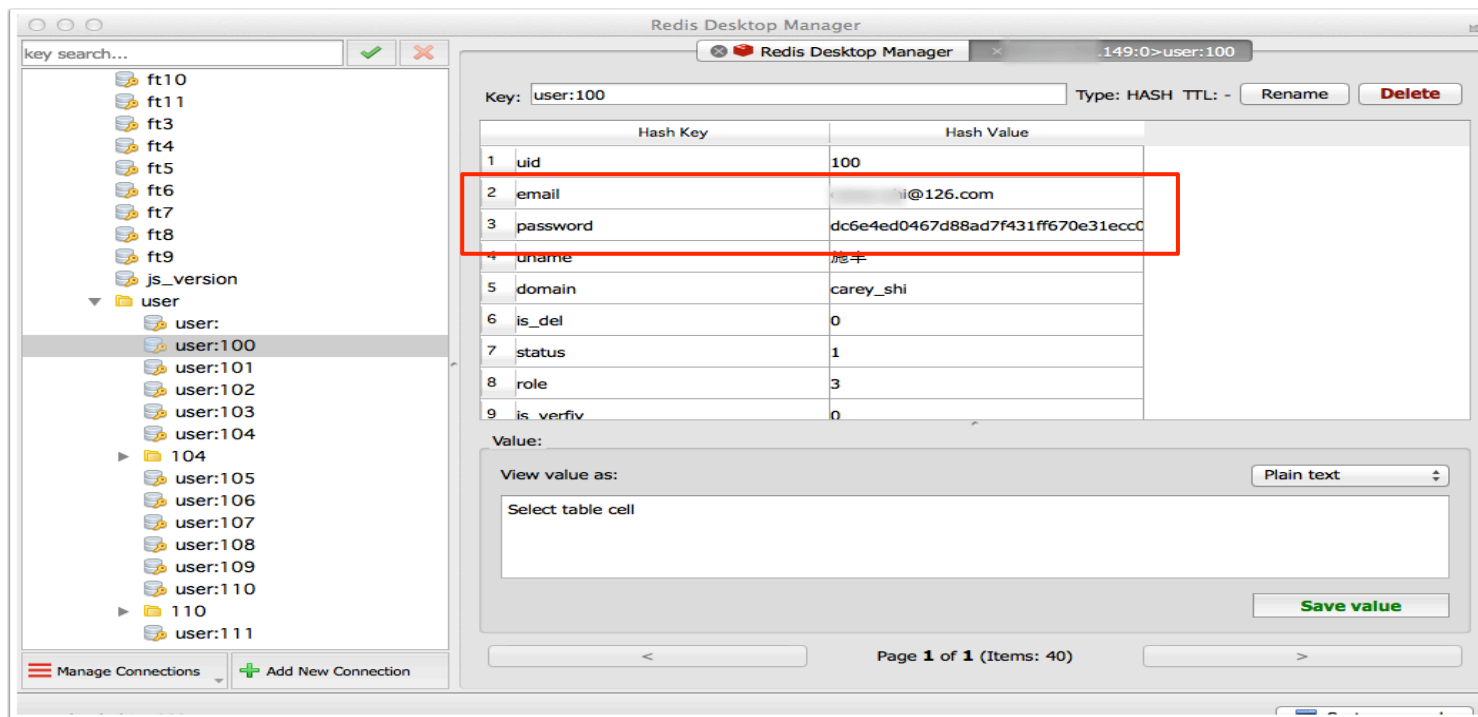 Redis Desktop Manager
key search...
Redis Desktop Manager
.149:0>user:100
ft10
ft11
ft3
ft4
ft5
ft6
ft7
ft8
ft9
js_version
user
user:
user:100
user:101
user:102
user:103
user:104
104
user:105
user:106
user:107
user:108
user:109
user:110
110
user:111
Manage Connections
Add New Connection
Key: user:100 Type: HASH TTL: - Rename Delete
Hash Key Hash Value
1 uid 100
2 email hi@126.com
3 password dc6e4ed0467d88ad7f431ff670e31ecc0
4 uname
5 domain carey_shi
6 is_del 0
7 status 1
8 role 3
9 is_verfiy 0
Value:
View value as: Plain text
Select table cell
Save value
< Page 1 of 1 (Items: 40) >